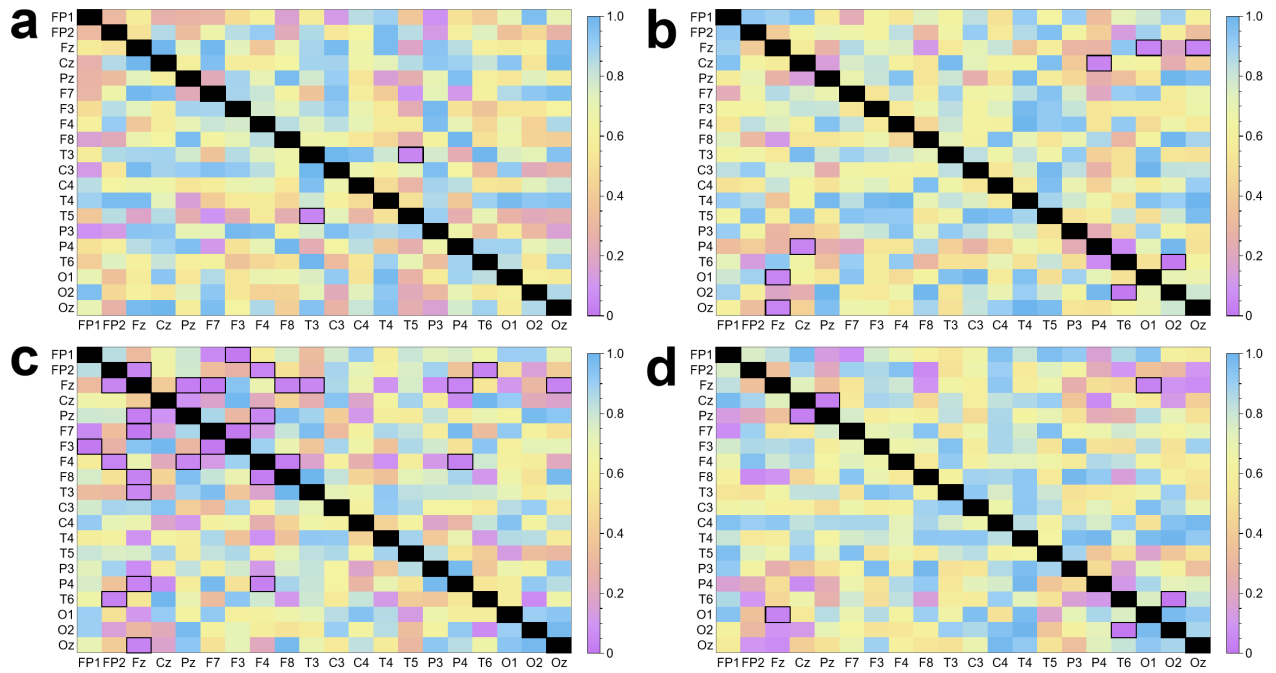 a
FP1
FP2
Fz
Cz
Pz
F7
F3
F4
F8
T3
C3
C4
T4
T5
P3
P4
T6
O1
O2
Oz
FP1 FP2 Fz Cz Pz F7 F3 F4 F8 T3 C3 C4 T4 T5 P3 P4 T6 O1 O2 Oz
1.0
0.8
0.6
0.4
0.2
0
b
FP1
FP2
Fz
Cz
Pz
F7
F3
F4
F8
T3
C3
C4
T4
T5
P3
P4
T6
O1
O2
Oz
FP1 FP2 Fz Cz Pz F7 F3 F4 F8 T3 C3 C4 T4 T5 P3 P4 T6 O1 O2 Oz
1.0
0.8
0.6
0.4
0.2
0
c
FP1
FP2
Fz
Cz
Pz
F7
F3
F4
F8
T3
C3
C4
T4
T5
P3
P4
T6
O1
O2
Oz
FP1 FP2 Fz Cz Pz F7 F3 F4 F8 T3 C3 C4 T4 T5 P3 P4 T6 O1 O2 Oz
1.0
0.8
0.6
0.4
0.2
0
d
FP1
FP2
Fz
Cz
Pz
F7
F3
F4
F8
T3
C3
C4
T4
T5
P3
P4
T6
O1
O2
Oz
FP1 FP2 Fz Cz Pz F7 F3 F4 F8 T3 C3 C4 T4 T5 P3 P4 T6 O1 O2 Oz
1.0
0.8
0.6
0.4
0.2
0